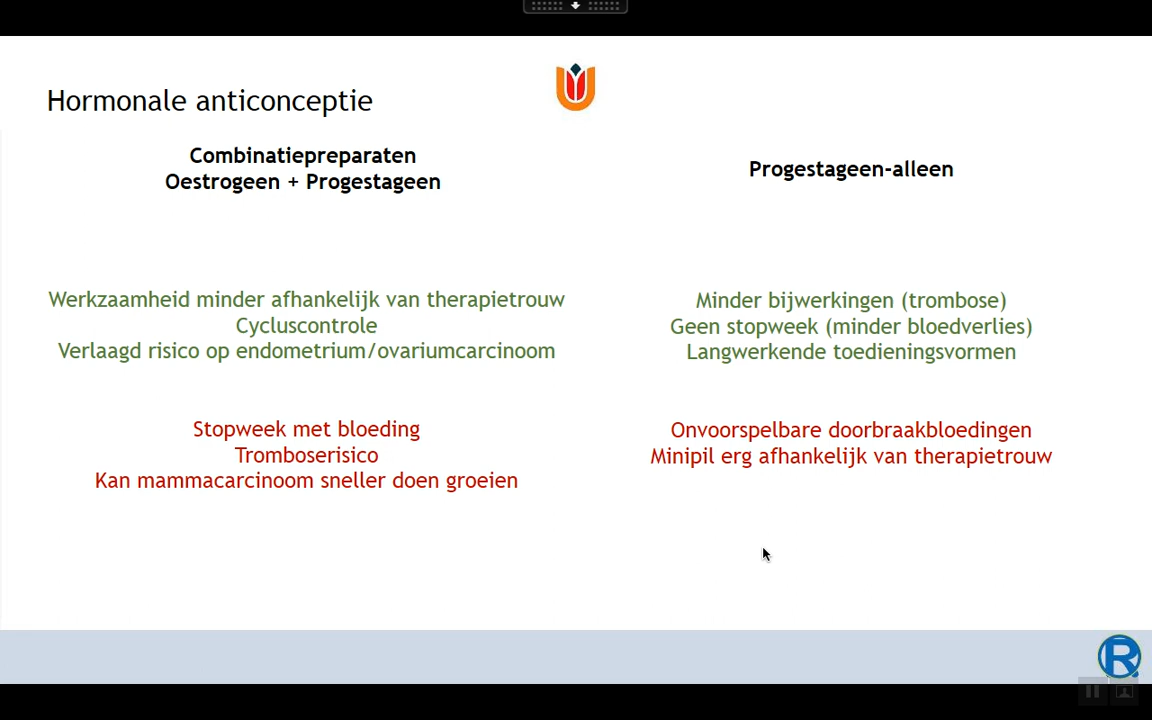 Hormonale anticonceptie
Combinatiepreparaten
Oestrogeen + Progestageen
Werkzaamheid minder afhankelijk van therapietrouw
Cycluscontrole
Verlaagd risico op endometrium/ovariumcarcinoom
Stopweek met bloeding
Tromboserisico
Kan mammacarcinoom sneller doen groeien
Progestageen-alleen
Minder bijwerkingen (trombose)
Geen stopweek (minder bloedverlies)
Langwerkende toedieningsvormen
Onvoorspelbare doorbraakbloedingen
Minipil erg afhankelijk van therapietrouw
R